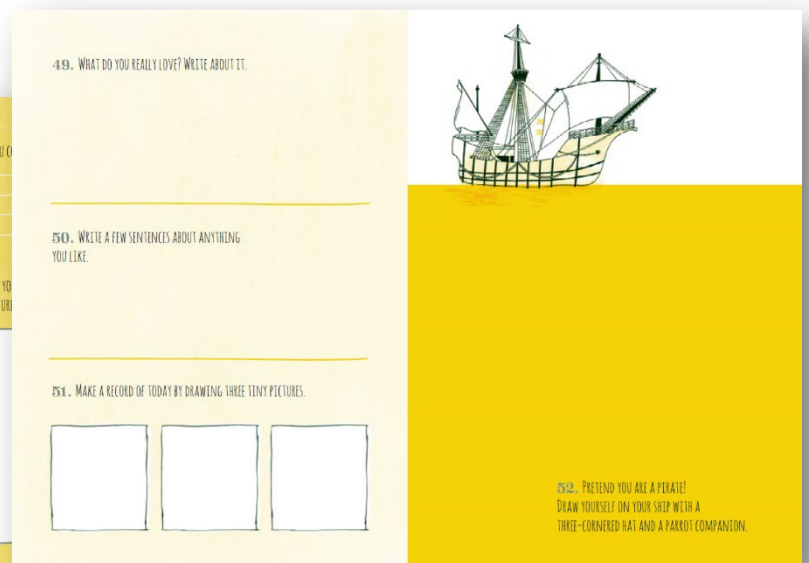 49. WHAT DO YOU REALLY LOVE? WRITE ABOUT IT.
50. WRITE A FEW SENTENCES ABOUT ANYTHING
YOU LIKE.
51. MAKE A RECORD OF TODAY BY DRAWING THREE TINY PICTURES.
52. PRETEND YOU ARE A PIRATE!
DRAW YOURSELF ON YOUR SHIP WITH A
THREE-CORNERED HAT AND A PARROT COMPANION.